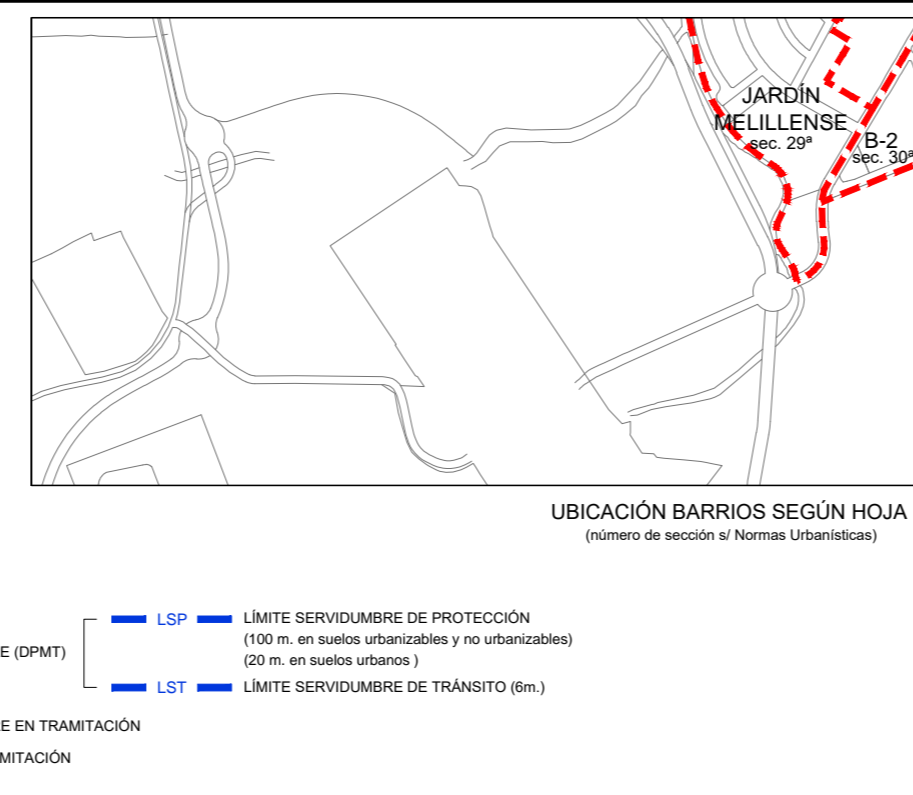 JARDÍN
MELILLENSE
sec. 29ª
B-2
sec. 30ª
UBICACIÓN BARRIOS SEGÚN HOJA
(número de sección s/ Normas Urbanísticas)
LSP LÍMITE SERVIDUMBRE DE PROTECCIÓN
(100 m. en suelos urbanizables y no urbanizables)
(20 m. en suelos urbanos )
E (DPMT)
LST LÍMITE SERVIDUMBRE DE TRÁNSITO (6m.)
E EN TRAMITACIÓN
MITACIÓN